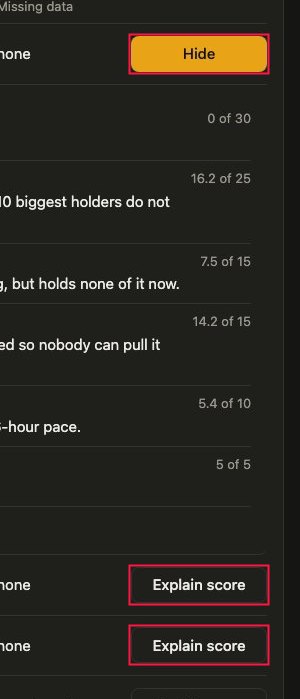 Missing data
none
Hide
0 of 30
16.2 of 25
10 biggest holders do not
7.5 of 15
, but holds none of it now.
14.2 of 15
ed so nobody can pull it
5.4 of 10
-hour pace.
5 of 5
none
Explain score
none
Explain score